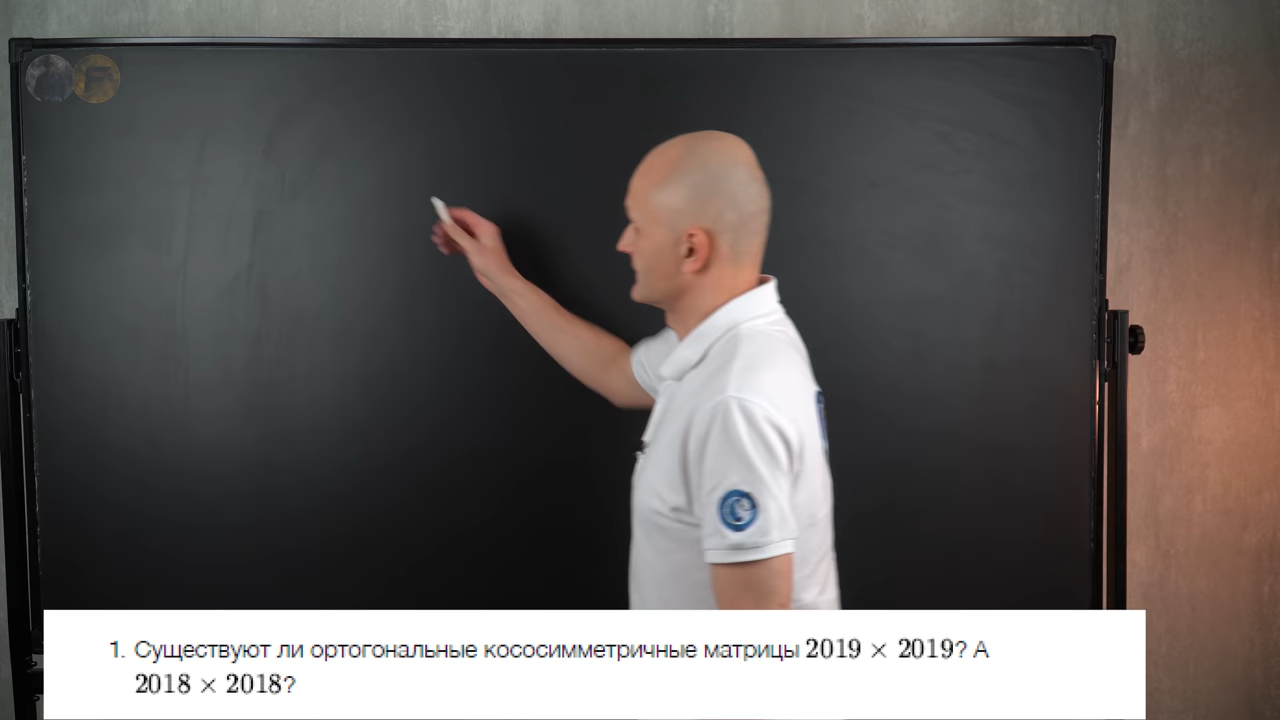 1. Существуют ли ортогональные кососимметричные матрицы 2019 × 2019? А
2018 × 2018?